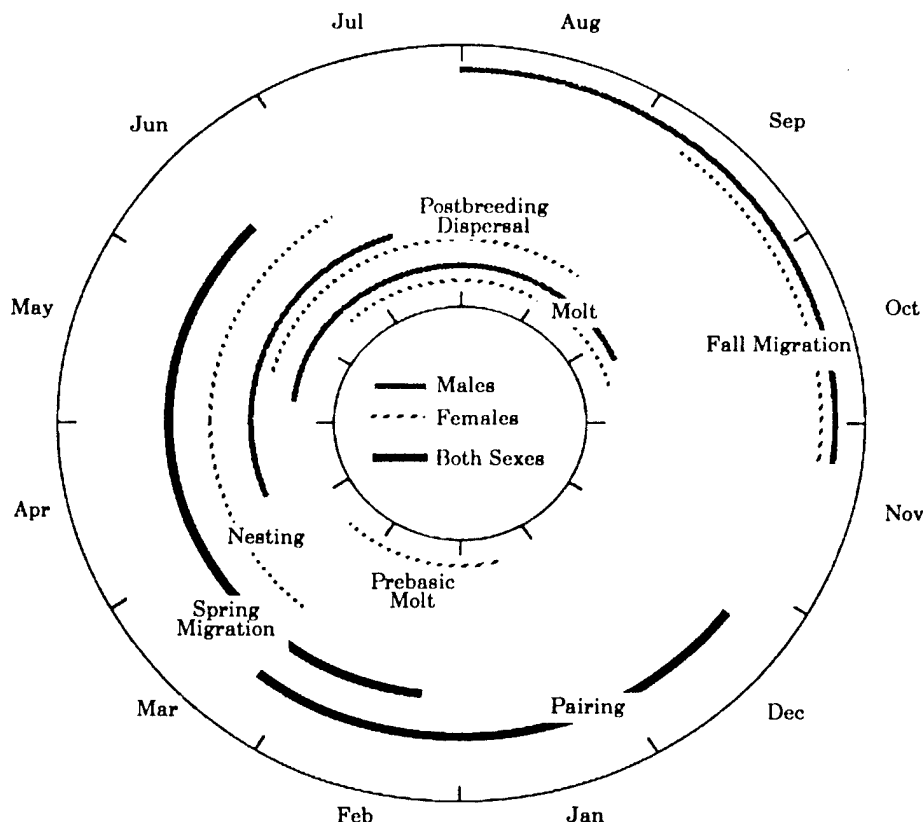 Jul
Aug
Jun
Sep
Postbreeding
Dispersal
May
Molt
Oct
Fall Migration
Males
Females
Both Sexes
Apr
Nesting
Nov
Prebasic
Molt
Spring
Migration
Mar
Pairing
Dec
Feb
Jan